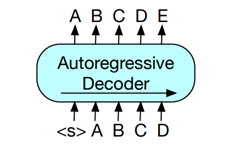 A B C D E
Autoregressive
Decoder
<s> A B C D